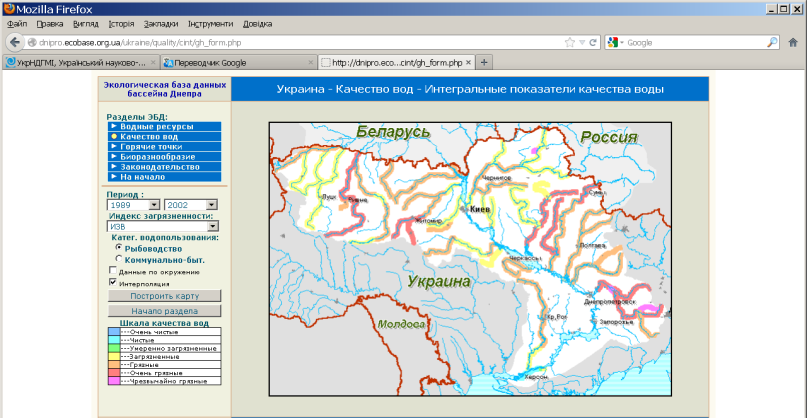 Mozilla Firefox
Файл Правка Вигляд Історія Закладки Інструменти Довідка
dnipro.ecobase.org.ua/ukraine/quality/cint/gh_form.php
Google
УкрНДГМІ, Український науково-...
Переводчик Google
http://dnipro.eco...cint/gh_form.php
Экологическая база данных
бассейна Днепра
Украина - Качество вод - Интегральные показатели качества воды
Разделы ЭБД:
Водные ресурсы
Качество вод
Горячие точки
Биоразнообразие
Законодательство
На начало
Период :
1989 2002
Индекс загрязненности:
ИЗВ
Катег. водопользования:
Рыбоводство
Коммунально-быт.
Данные по окружению
Интерполяция
Построить карту
Начало раздела
Шкала качества вод
---Очень чистые
---Чистые
---Умеренно загрязненные
---Загрязненные
---Грязные
---Очень грязные
---Чрезвычайно грязные
Беларусь
Россия
Чернигов
Сумы
Луцк
Житомир
Киев
Полтава
Черкассы
Украина
Днепропетровск
Молдова
Кр.Рог
Запорожье
Херсон